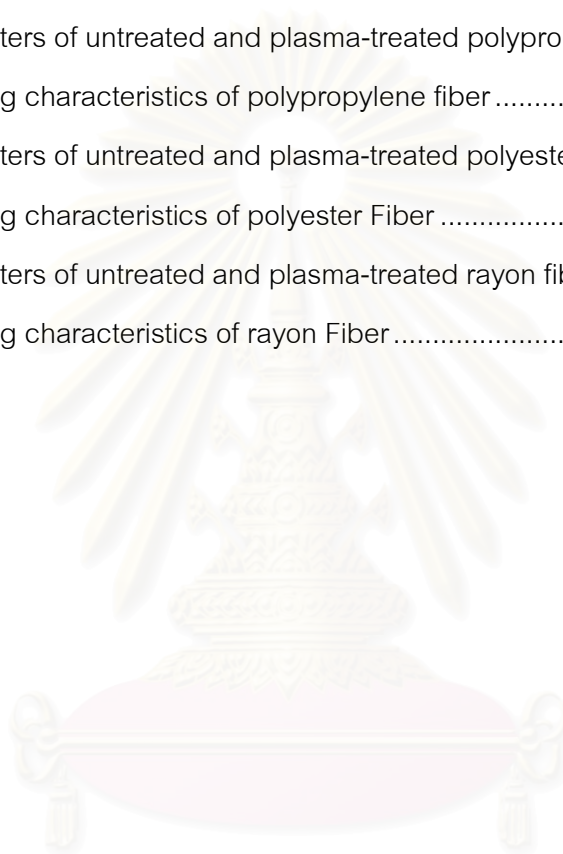 ters of untreated and plasma-treated polypro
g characteristics of polypropylene fiber .........
ters of untreated and plasma-treated polyeste
g characteristics of polyester Fiber ................
ters of untreated and plasma-treated rayon fib
g characteristics of rayon Fiber ......................